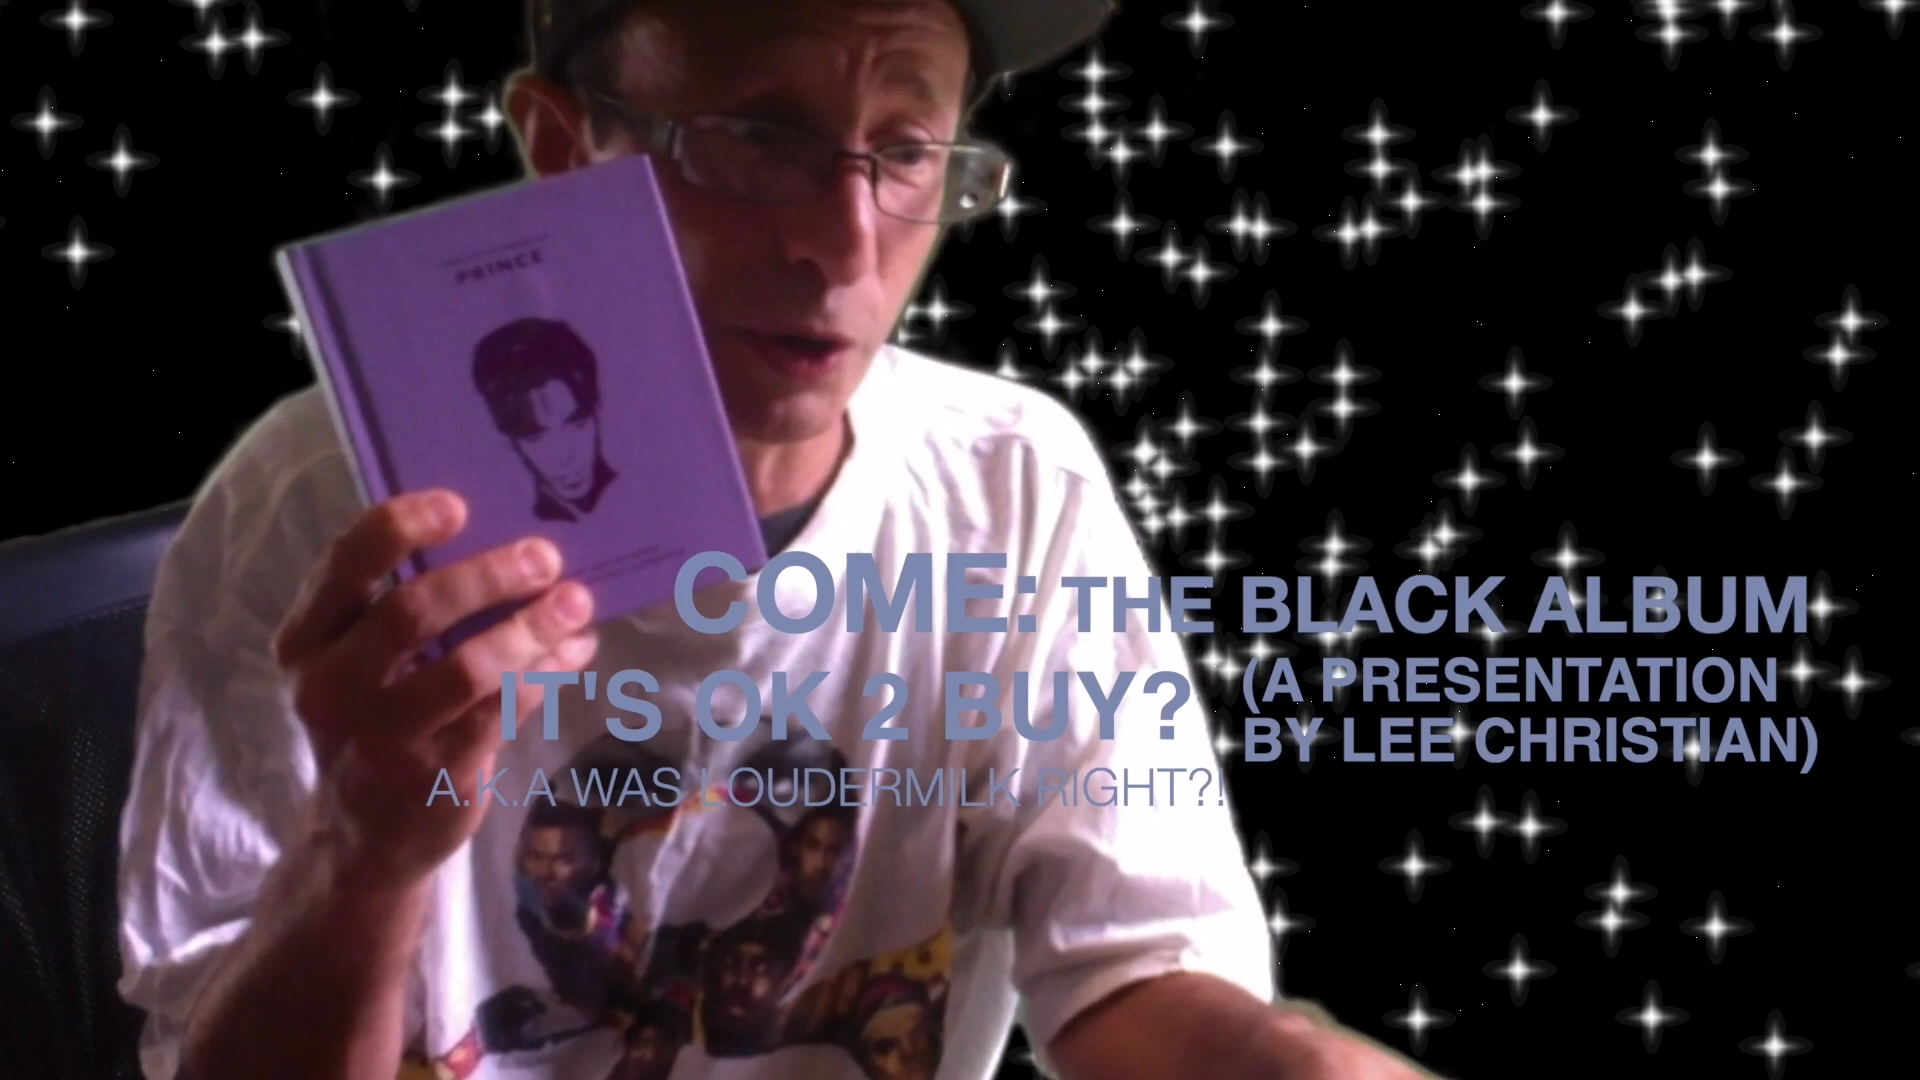 PRINCE
COME: THE BLACK ALBUM
IT'S OK 2 BUY?
(A PRESENTATION
BY LEE CHRISTIAN)
A.K.A WAS LOUDERMILK RIGHT?!